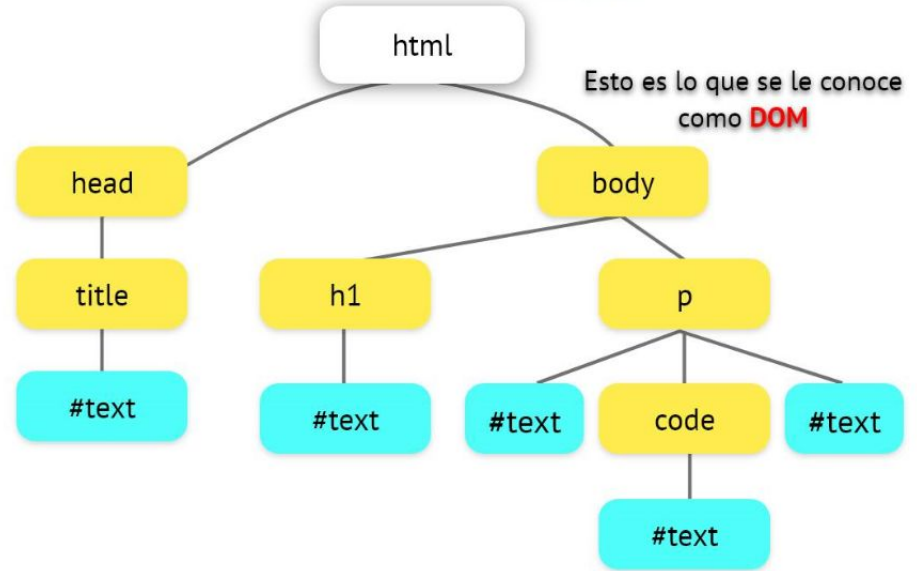 html
Esto es lo que se le conoce
como DOM
head
body
title
h1
p
#text
#text
#text
code
#text
#text